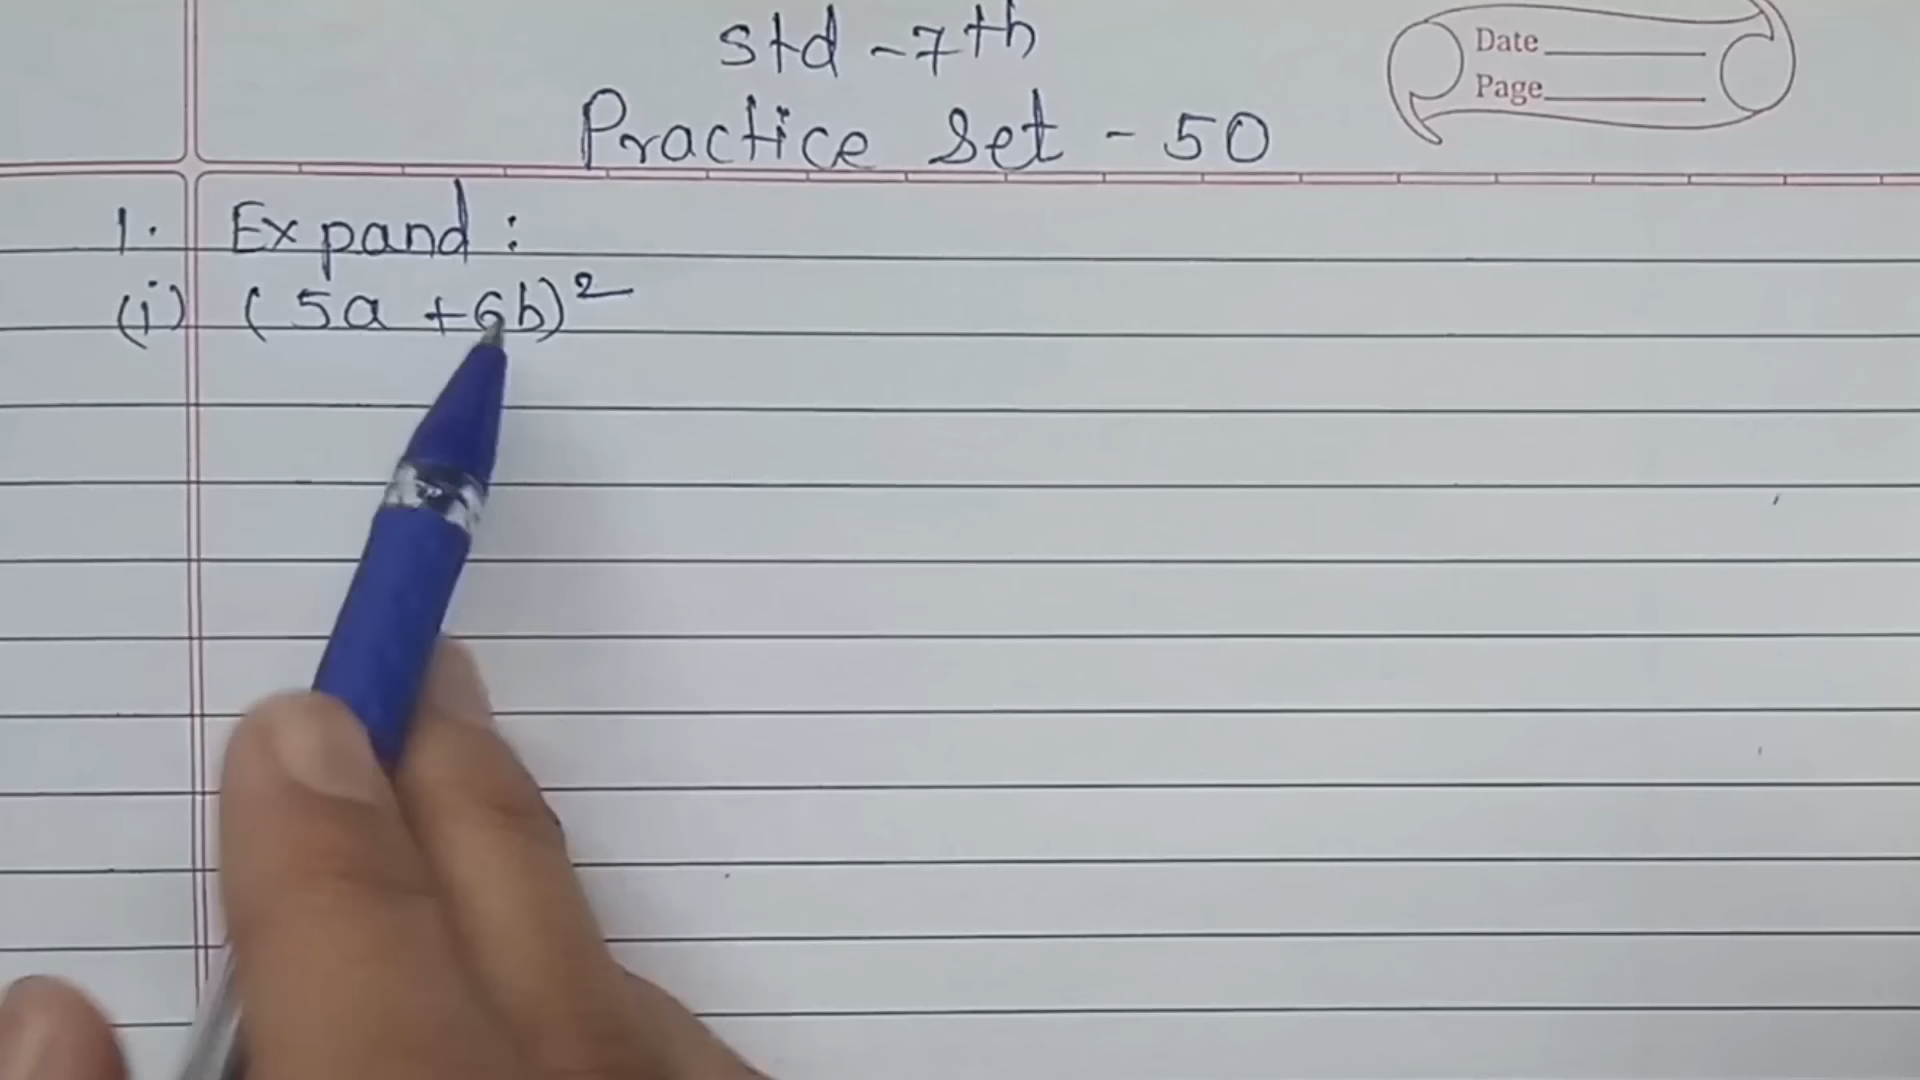 Std - 7th
Date
Page
Practice Set - 50
1. Expand :
(i) (5a +6b)²